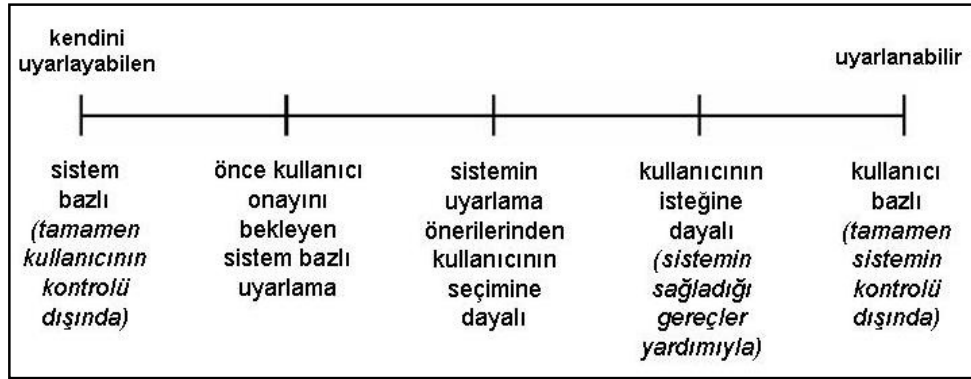 kendini
uyarlayabilen
uyarlanabilir
sistem
bazlı
(tamamen
kullanıcının
kontrolü
dışında)
önce kullanıcı
onayını
bekleyen
sistem bazlı
uyarlama
sistemin
uyarlama
önerilerinden
kullanıcının
seçimine
dayalı
kullanıcının
isteğine
dayalı
(sistemin
sağladığı
gereçler
yardımıyla)
kullanıcı
bazlı
(tamamen
sistemin
kontrolü
dışında)